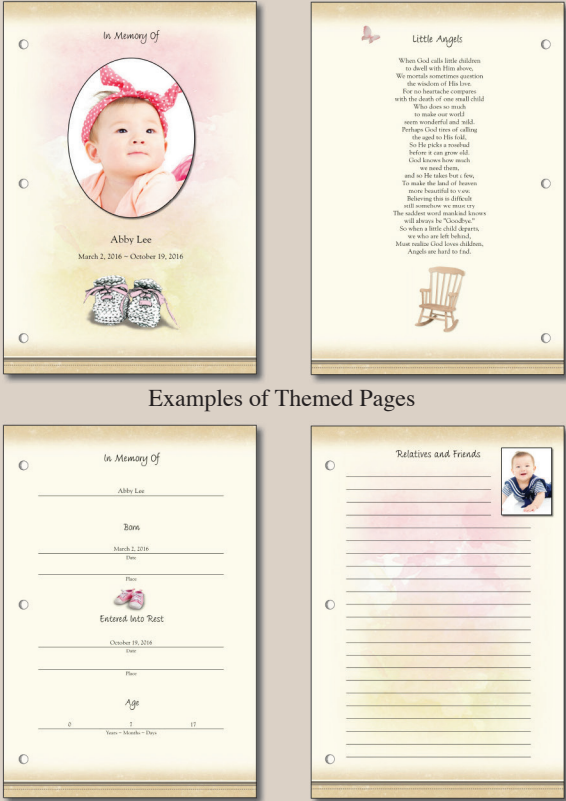 In Memory Of
Abby Lee
March 2, 2016 ~ October 19, 2016
Little Angels
When God calls little children
to dwell with Him above,
We mortals sometimes question
the wisdom of His love.
For no heartache compares
with the death of one small child
Who does so much
to make our world
seem wonderful and mild.
Perhaps God tires of calling
the aged to His fold,
So He picks a rosebud
before it can grow old.
God knows how much
we need them,
and so He takes but a few,
To make the land of heaven
more beautiful to view.
Believing this is difficult
still somehow we must try
The saddest word mankind knows
will always be "Goodbye."
So when a little child departs,
we who are left behind,
Must realize God loves children,
Angels are hard to find.
Examples of Themed Pages
In Memory Of
Abby Lee
Born
March 2, 2016
Date
Place
Entered Into Rest
October 19, 2016
Date
Place
Age
0 7 17
Years ~ Months ~ Days
Relatives and Friends